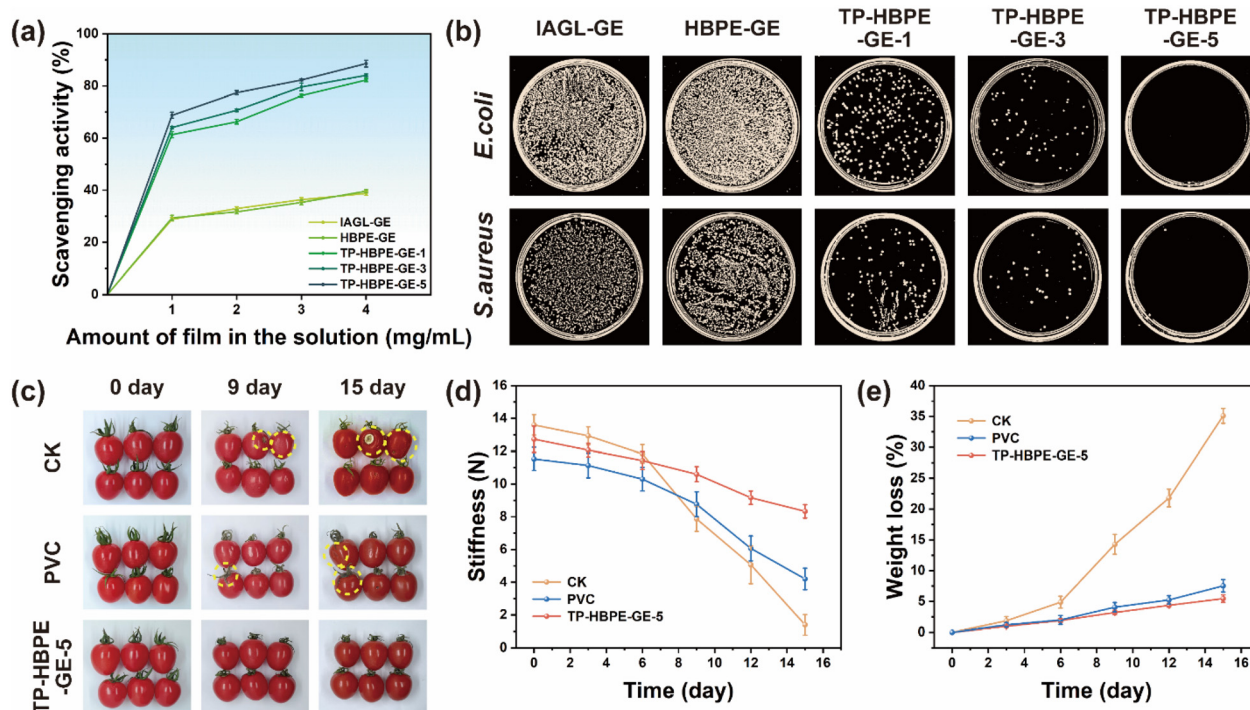 (a)
Scavenging activity (%)
100
80
60
40
20
0
1 2 3 4
IAGL-GE
HBPE-GE
TP-HBPE-GE-1
TP-HBPE-GE-3
TP-HBPE-GE-5
Amount of film in the solution (mg/mL)
(b)
IAGL-GE HBPE-GE TP-HBPE TP-HBPE TP-HBPE
-GE-1 -GE-3 -GE-5
E.coli
S.aureus
(c)
0 day 9 day 15 day
CK
PVC
TP-HBPE
-GE-5
(d)
Stiffness (N)
16
14
12
10
8
6
4
2
0
CK
PVC
TP-HBPE-GE-5
0 2 4 6 8 10 12 14 16
Time (day)
(e)
Weight loss (%)
40
35
30
25
20
15
10
5
0
CK
PVC
TP-HBPE-GE-5
0 2 4 6 8 10 12 14 16
Time (day)